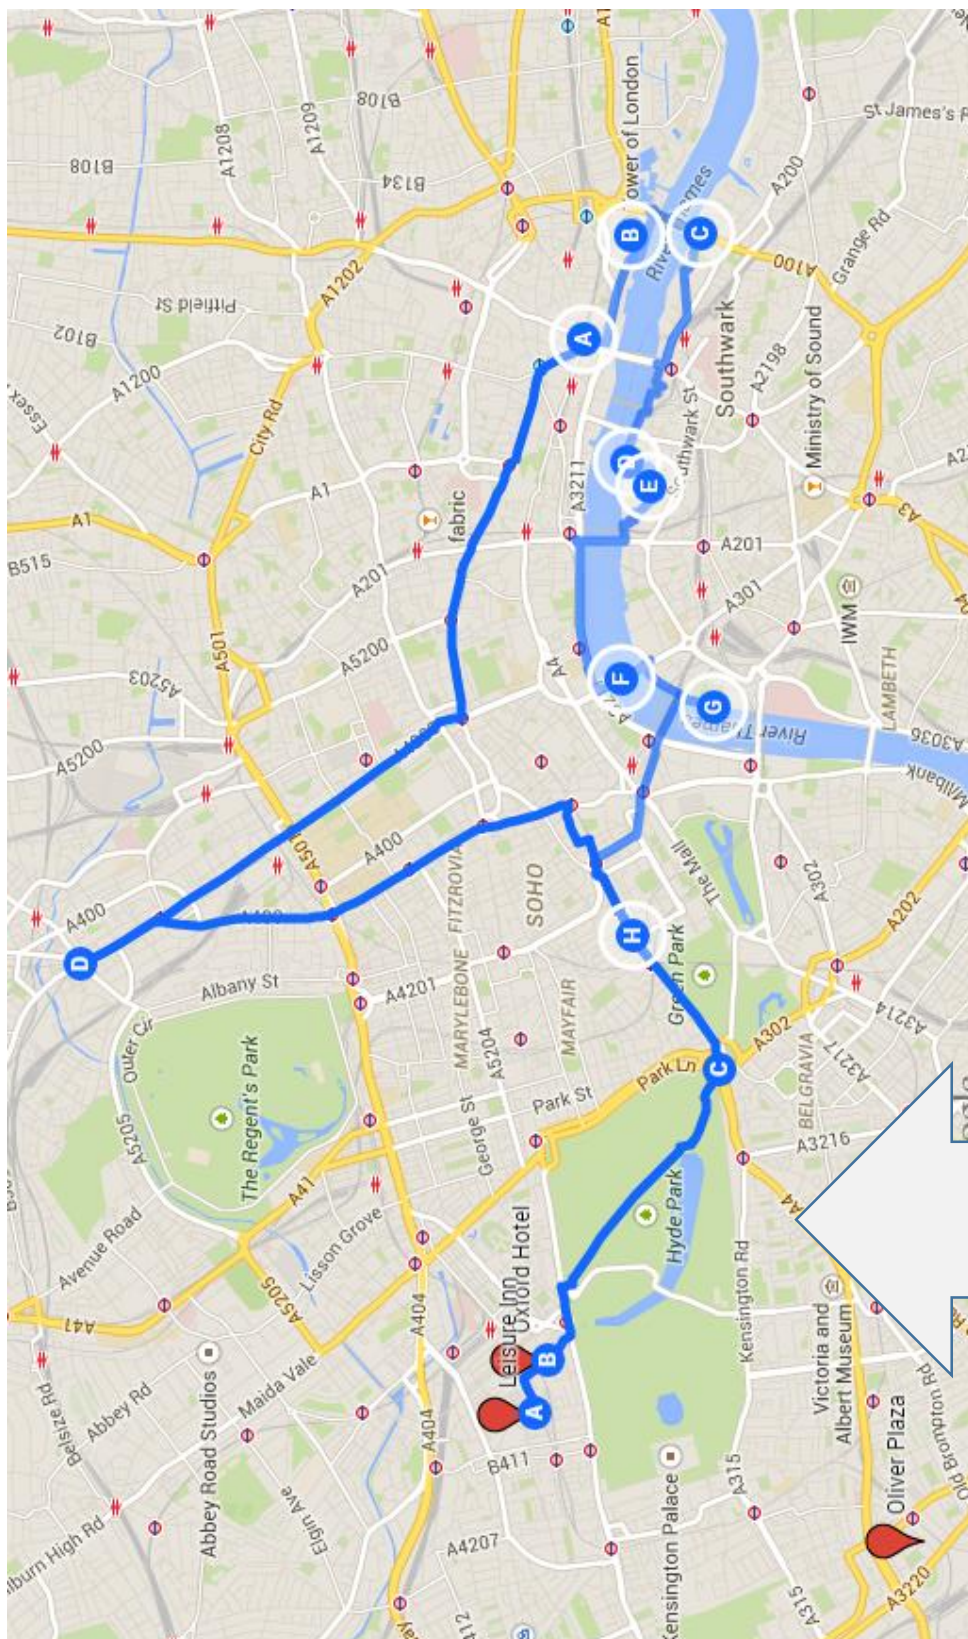 B108
A1208
A1209
B108
B134
A1202
Pitfield St
B102
A1200
Essex
City Rd
A1
A1
B515
fabric
A201
A501
A5200
A5203
A5200
A4
A3211
Tower of London
River Thames
St James's
A200
Grange Rd
A100
Southwark
Ministry of Sound
A2198
Southwark St
A201
A3
A301
IWM
LAMBETH
River Thames
A3036
Millbank
A
B
C
E
F
G
H
D
C
B
A
A400
A501
A400
FITZROVIA
MARYLEBONE
SOHO
The Mall
A302
A202
Green Park
A4201
Albany St
Outer Cir
A5205
The Regent's Park
A5204
MAYFAIR
George St
Park St
Park Ln
A302
BELGRAVIA
A3217
A3214
A3216
A4
Hyde Park
A41
Lisson Grove
Avenue Road
A5205
A41
Leisure Inn
Oxford Hotel
A404
Maida Vale
Abbey Rd
Belsize Rd
Abbey Road Studios
A404
B411
Elgin Ave
A4207
Kensington Rd
Victoria and
Albert Museum
A315
Kensington Palace
A315
Oliver Plaza
Old Brompton Rd
A3220